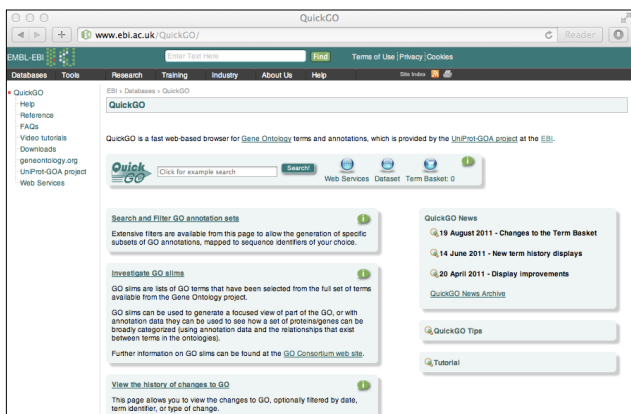 QuickGO
www.ebi.ac.uk/QuickGO/
Reader
EMBL-EBI
Enter Text Here
Find
Terms of Use | Privacy | Cookies
Databases Tools Research Training Industry About Us Help Site Index
QuickGO
Help
Reference
FAQs
Video tutorials
Downloads
geneontology.org
UniProt-GOA project
Web Services
EBI > Databases > QuickGO
QuickGO
QuickGO is a fast web-based browser for Gene Ontology terms and annotations, which is provided by the UniProt-GOA project at the EBI.
Quick GO
Click for example search
Search!
Web Services Dataset Term Basket: 0
Search and Filter GO annotation sets
Extensive filters are available from this page to allow the generation of specific
subsets of GO annotations, mapped to sequence identifiers of your choice.
Investigate GO slims
GO slims are lists of GO terms that have been selected from the full set of terms
available from the Gene Ontology project.
GO slims can be used to generate a focused view of part of the GO, or with
annotation data they can be used to see how a set of proteins/genes can be
broadly categorized (using annotation data and the relationships that exist
between terms in the ontologies).
Further information on GO slims can be found at the GO Consortium web site.
View the history of changes to GO
This page allows you to view the changes to GO, optionally filtered by date,
term identifier, or type of change.
QuickGO News
19 August 2011 - Changes to the Term Basket
14 June 2011 - New term history displays
20 April 2011 - Display improvements
QuickGO News Archive
QuickGO Tips
Tutorial